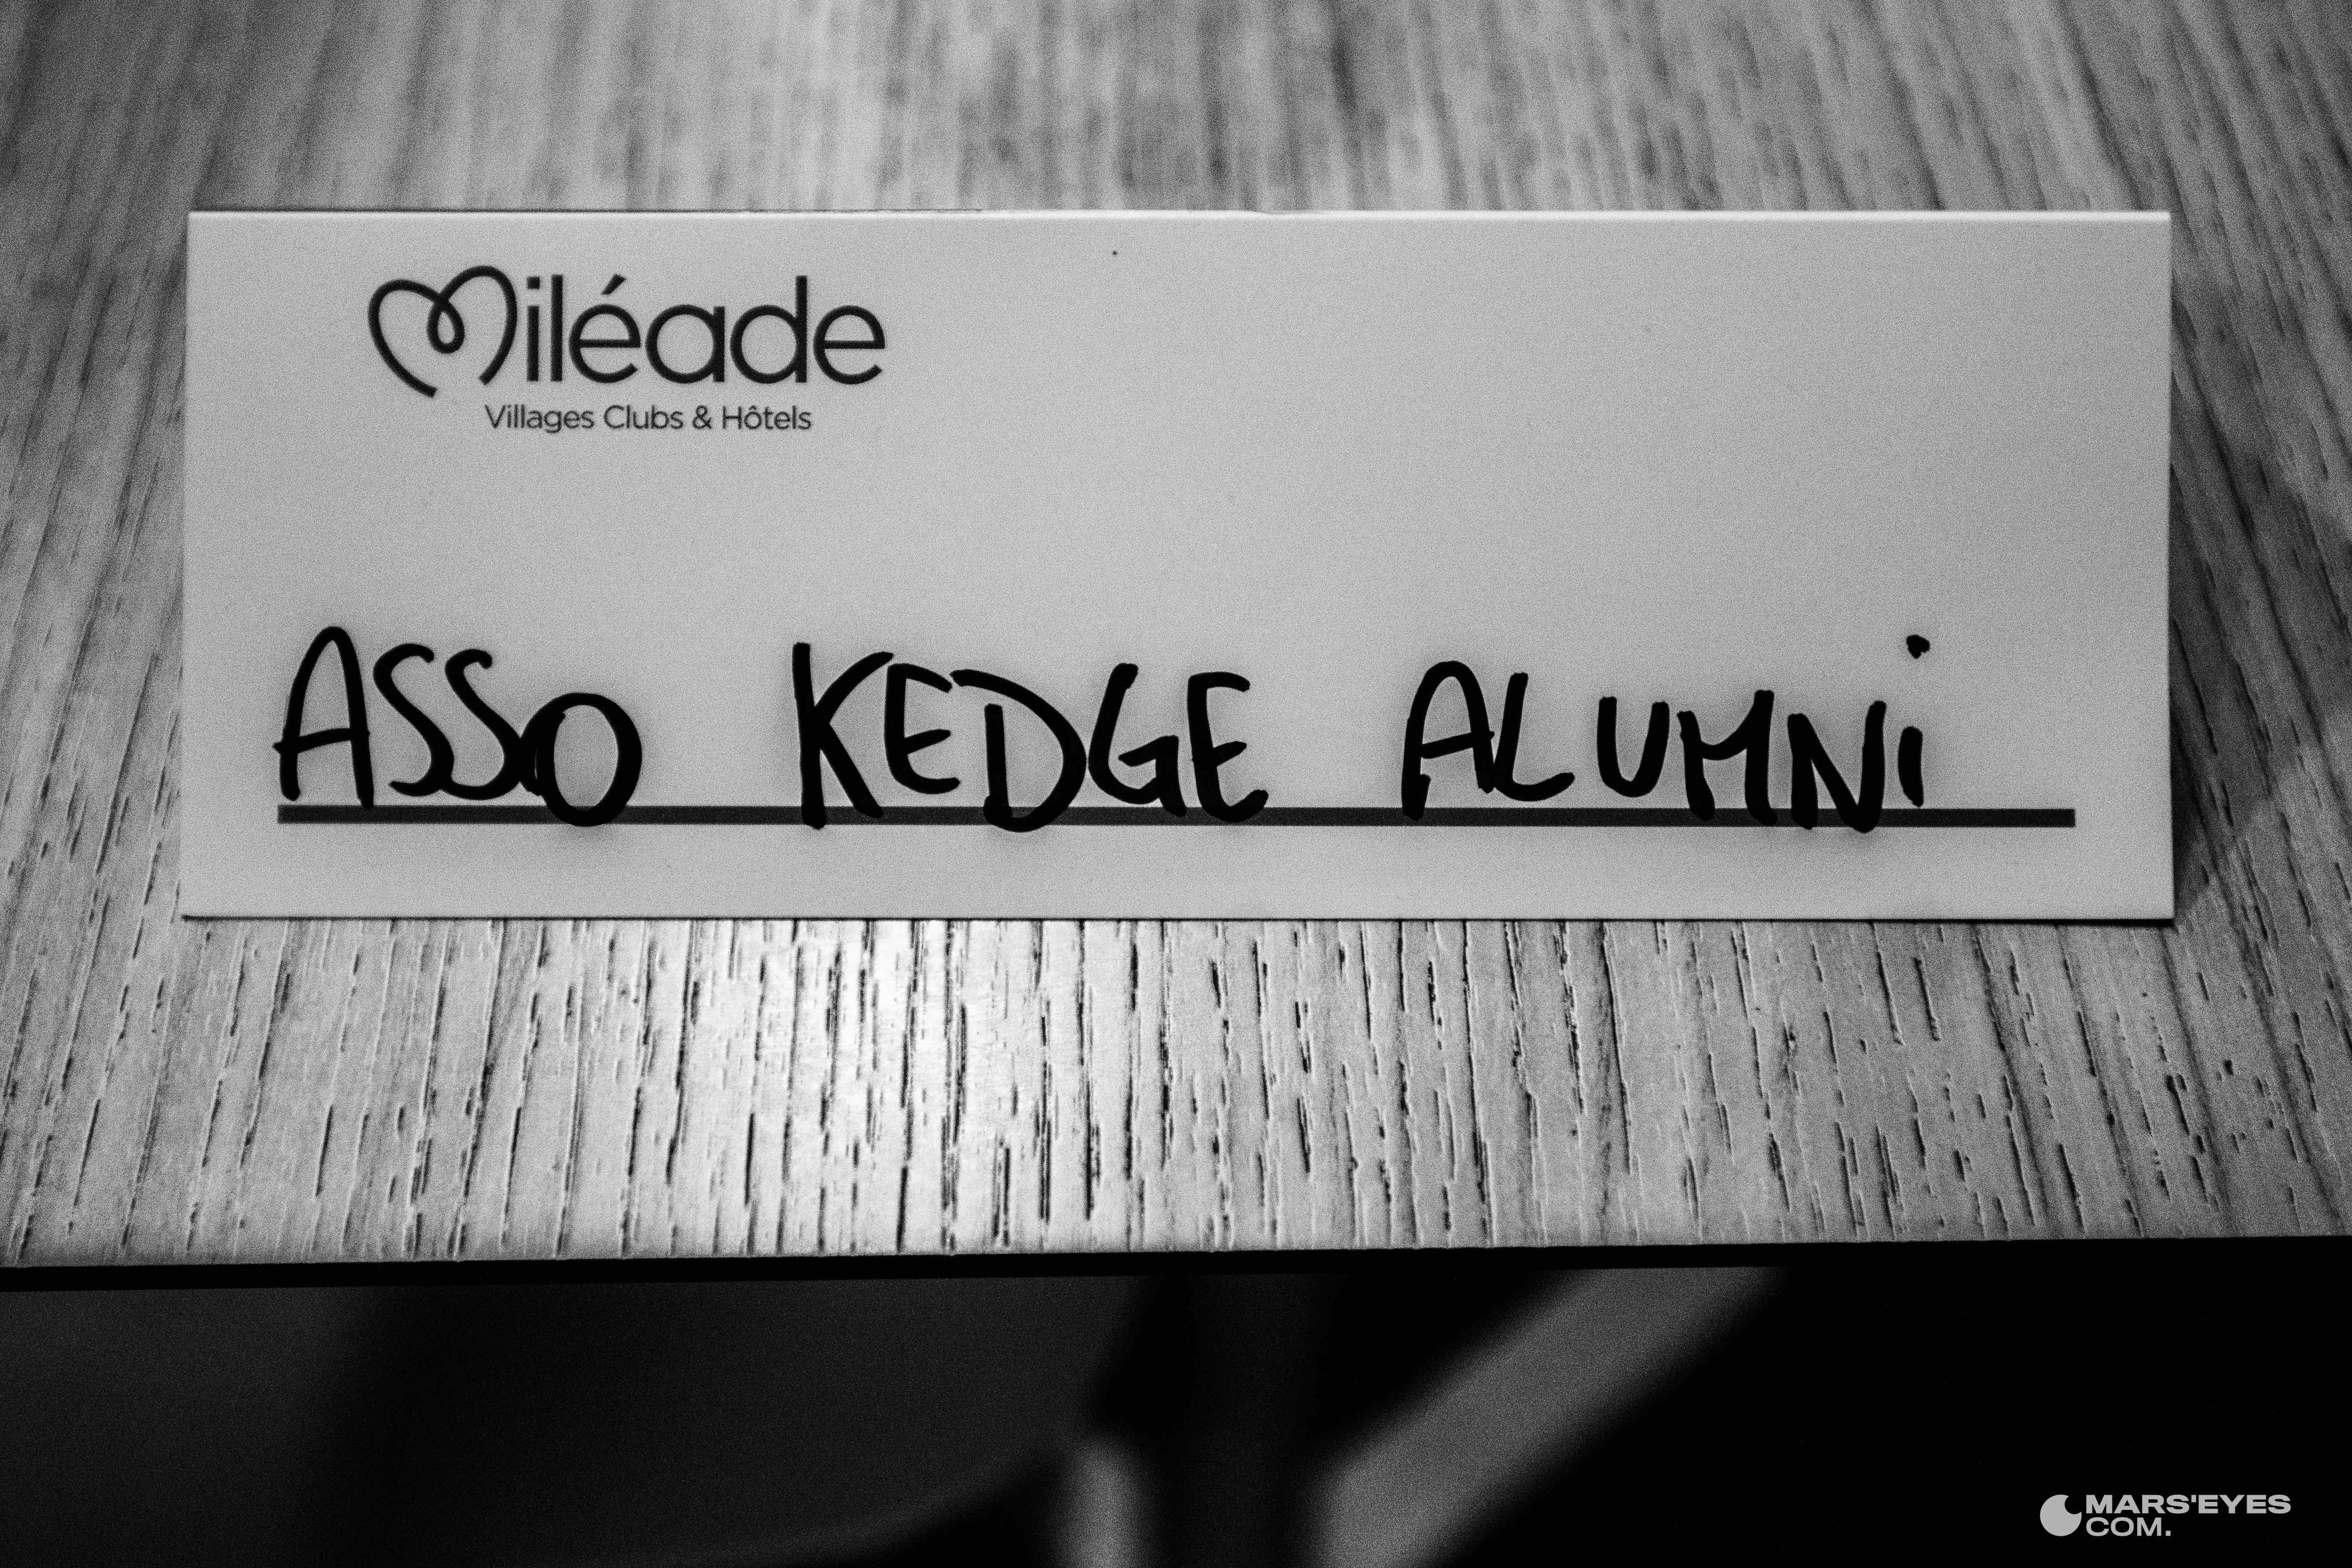 Miléade
Villages Clubs & Hôtels
ASSO KEDGE ALUMNi
MARS'EYES
COM.